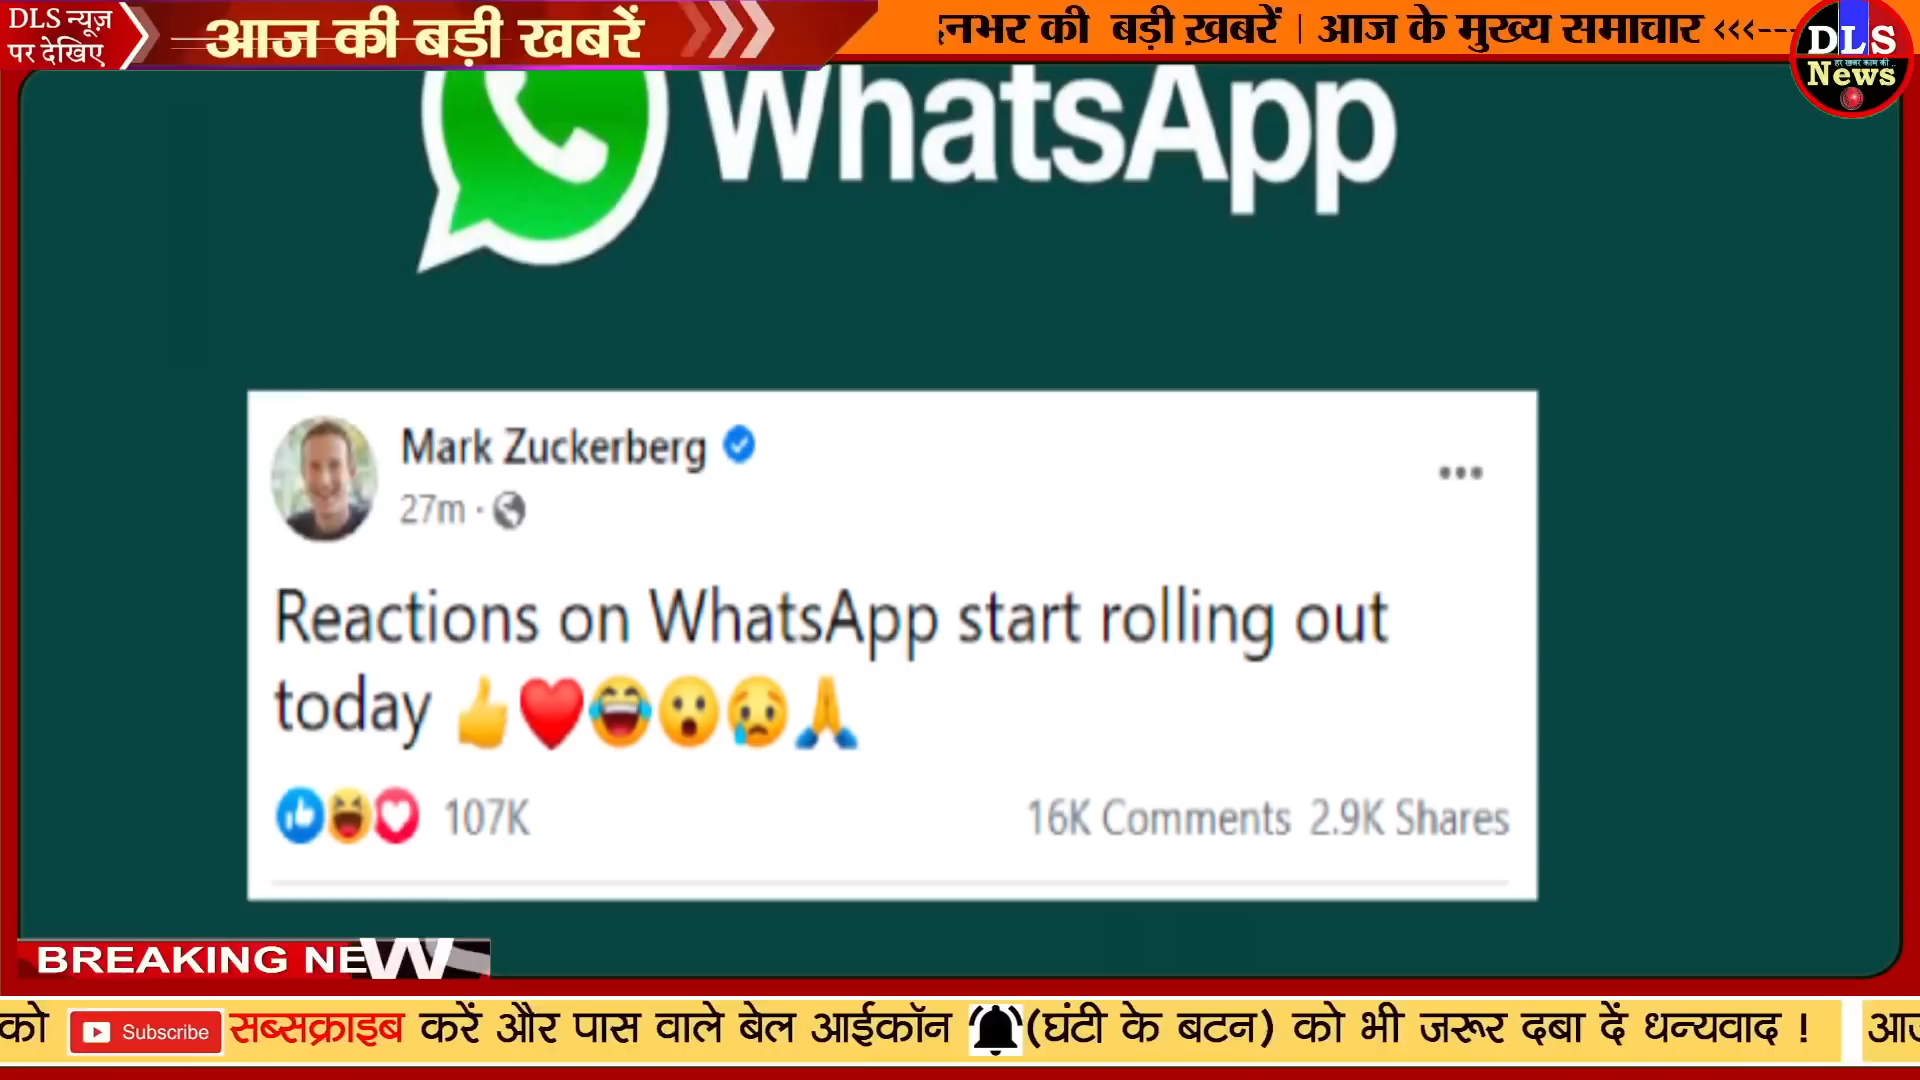 DLS न्यूज़
पर देखिए
आज की बड़ी खबरें
भर की बड़ी ख़बरें | आज के मुख्य समाचार <<<---
DLS
News
WhatsApp
Mark Zuckerberg
27m ·
Reactions on WhatsApp start rolling out
today 👍❤️😂😮😢🙏
107K
16K Comments 2.9K Shares
BREAKING NEW
को Subscribe सब्सक्राइब करें और पास वाले बेल आईकॉन 🔔(घंटी के बटन) को भी जरूर दबा दें धन्यवाद !